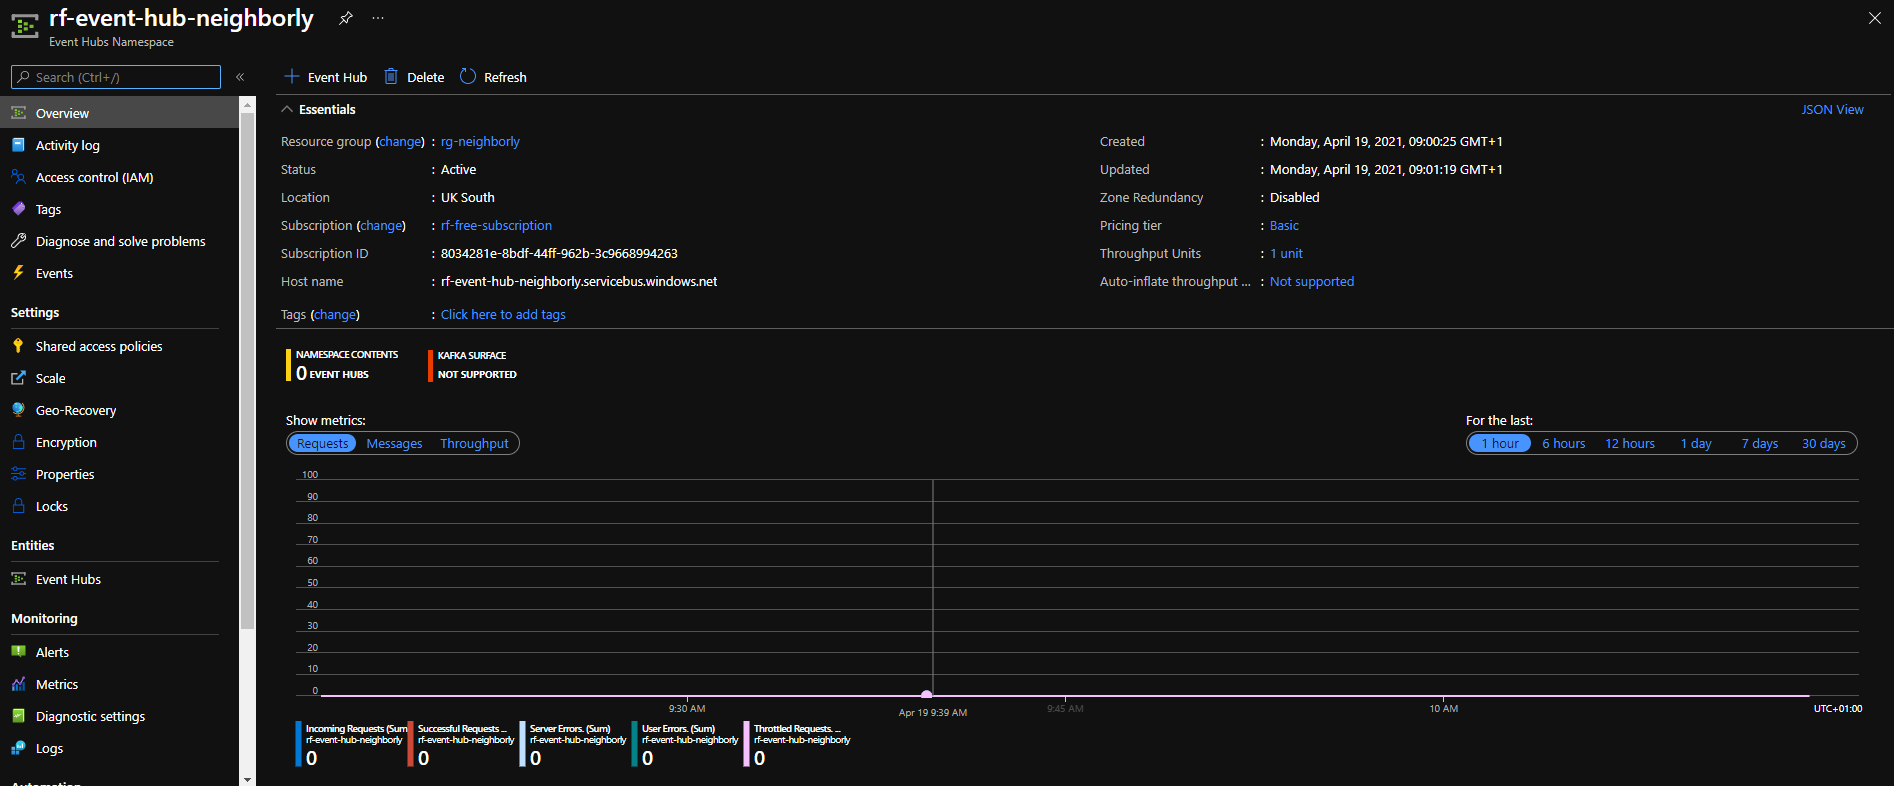 rf-event-hub-neighborly
Event Hubs Namespace
Search (Ctrl+/)
Overview
Activity log
Access control (IAM)
Tags
Diagnose and solve problems
Events
Settings
Shared access policies
Scale
Geo-Recovery
Encryption
Properties
Locks
Entities
Event Hubs
Monitoring
Alerts
Metrics
Diagnostic settings
Logs
Automation
Event Hub Delete Refresh
Essentials JSON View
Resource group (change) : rg-neighborly
Status : Active
Location : UK South
Subscription (change) : rf-free-subscription
Subscription ID : 8034281e-8bdf-44ff-962b-3c9668994263
Host name : rf-event-hub-neighborly.servicebus.windows.net
Tags (change) : Click here to add tags
Created : Monday, April 19, 2021, 09:00:25 GMT+1
Updated : Monday, April 19, 2021, 09:01:19 GMT+1
Zone Redundancy : Disabled
Pricing tier : Basic
Throughput Units : 1 unit
Auto-inflate throughput ... : Not supported
NAMESPACE CONTENTS
0 EVENT HUBS
KAFKA SURFACE
NOT SUPPORTED
Show metrics:
Requests Messages Throughput
For the last:
1 hour 6 hours 12 hours 1 day 7 days 30 days
100
90
80
70
60
50
40
30
20
10
0
9:30 AM Apr 19 9:39 AM 9:45 AM 10 AM UTC+01:00
Incoming Requests (Sum
rf-event-hub-neighborly
0
Successful Requests ...
rf-event-hub-neighborly
0
Server Errors. (Sum)
rf-event-hub-neighborly
0
User Errors. (Sum)
rf-event-hub-neighborly
0
Throttled Requests. ...
rf-event-hub-neighborly
0